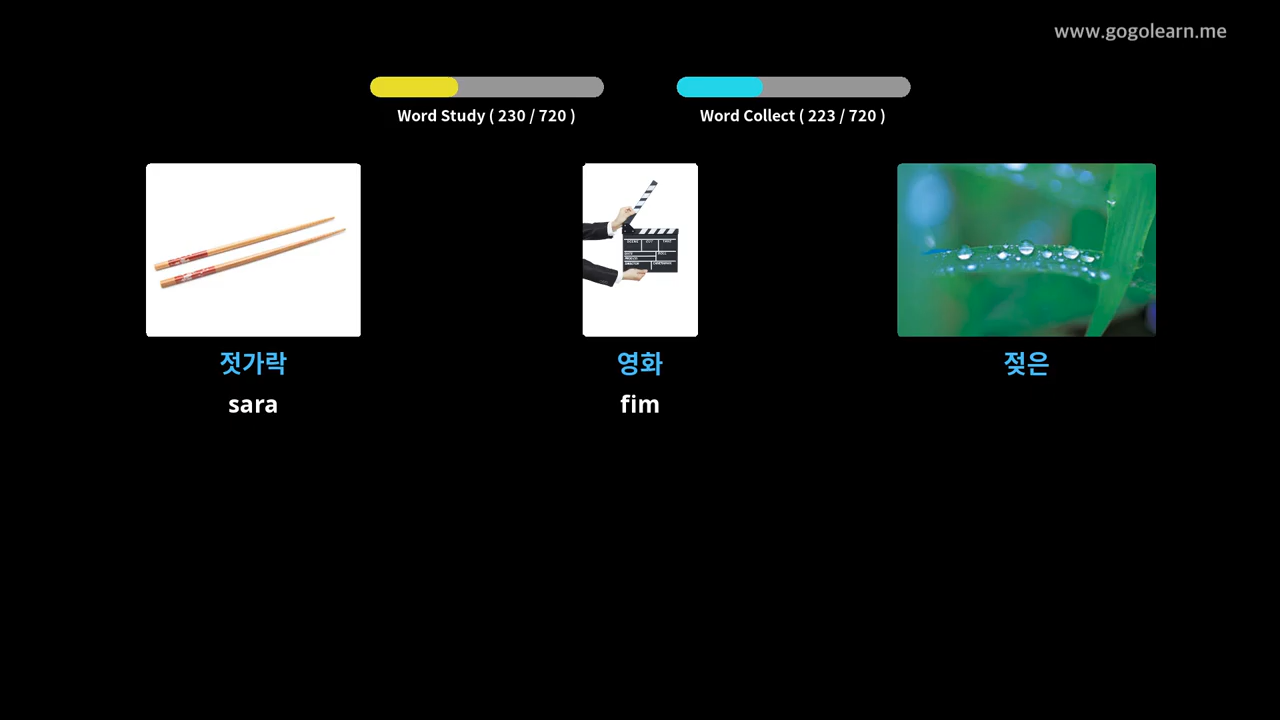 www.gogolearn.me
Word Study ( 230 / 720 )
Word Collect ( 223 / 720 )
젓가락
영화
젖은
sara
fim